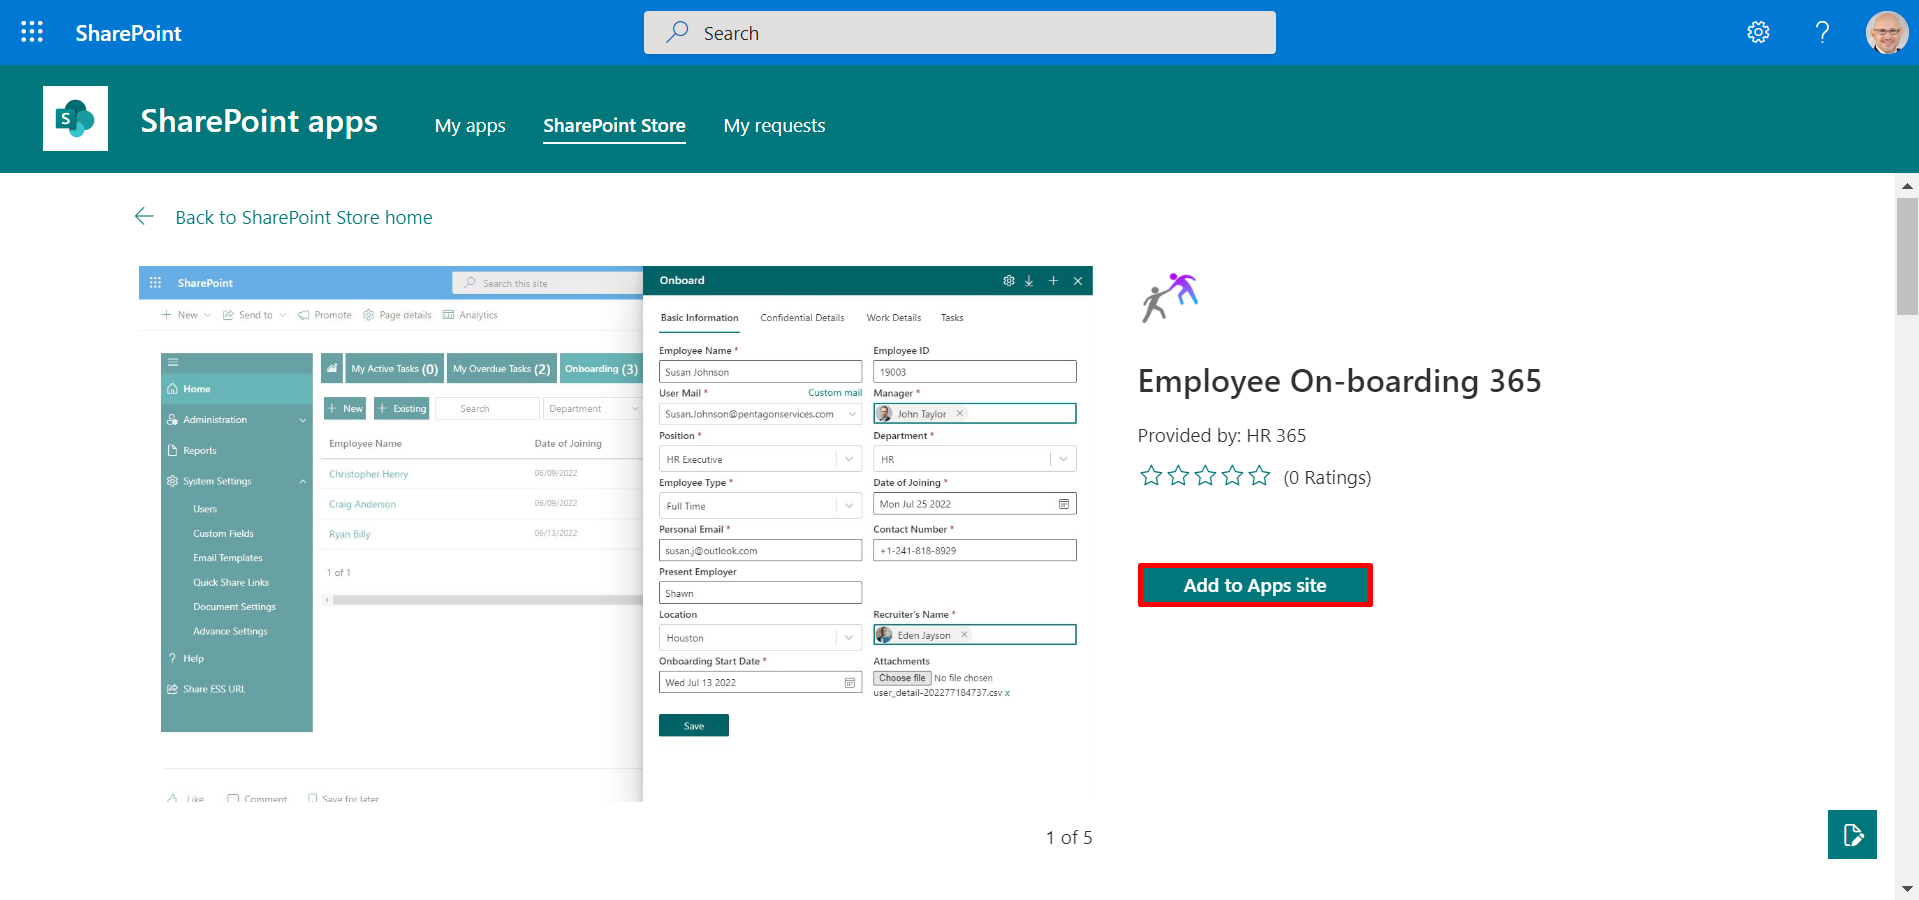 SharePoint
Search
SharePoint apps
My apps
SharePoint Store
My requests
S
Back to SharePoint Store home
SharePoint
Search this site
New
Send to
Promote
Page details
Analytics
Home
Administration
Reports
System Settings
Users
Custom Fields
Email Templates
Quick Share Links
Document Settings
Advance Settings
? Help
Share ESS URL
My Active Tasks (0)
My Overdue Tasks (2)
Onboarding (3)
+ New
+ Existing
Search
Department
Employee Name
Date of Joining
Christopher Henry
06/09/2022
Craig Anderson
06/09/2022
Ryan Billy
06/13/2022
1 of 1
Like
Comment
Save for later
Onboard
Basic Information
Confidential Details
Work Details
Tasks
Employee Name *
Employee ID
Susan Johnson
19003
User Mail *
Custom mail
Manager *
Susan.Johnson@pentagonservices.com
John Taylor
Position *
Department *
HR Executive
HR
Employee Type *
Date of Joining *
Full Time
Mon Jul 25 2022
Personal Email *
Contact Number *
susan.j@outlook.com
+1-241-818-8929
Present Employer
Shawn
Location
Recruiter's Name *
Houston
Eden Jayson
Onboarding Start Date *
Attachments
Wed Jul 13 2022
Choose file No file chosen
user_detail-202277184737.csv x
Save
1 of 5
Employee On-boarding 365
Provided by: HR 365
(0 Ratings)
Add to Apps site